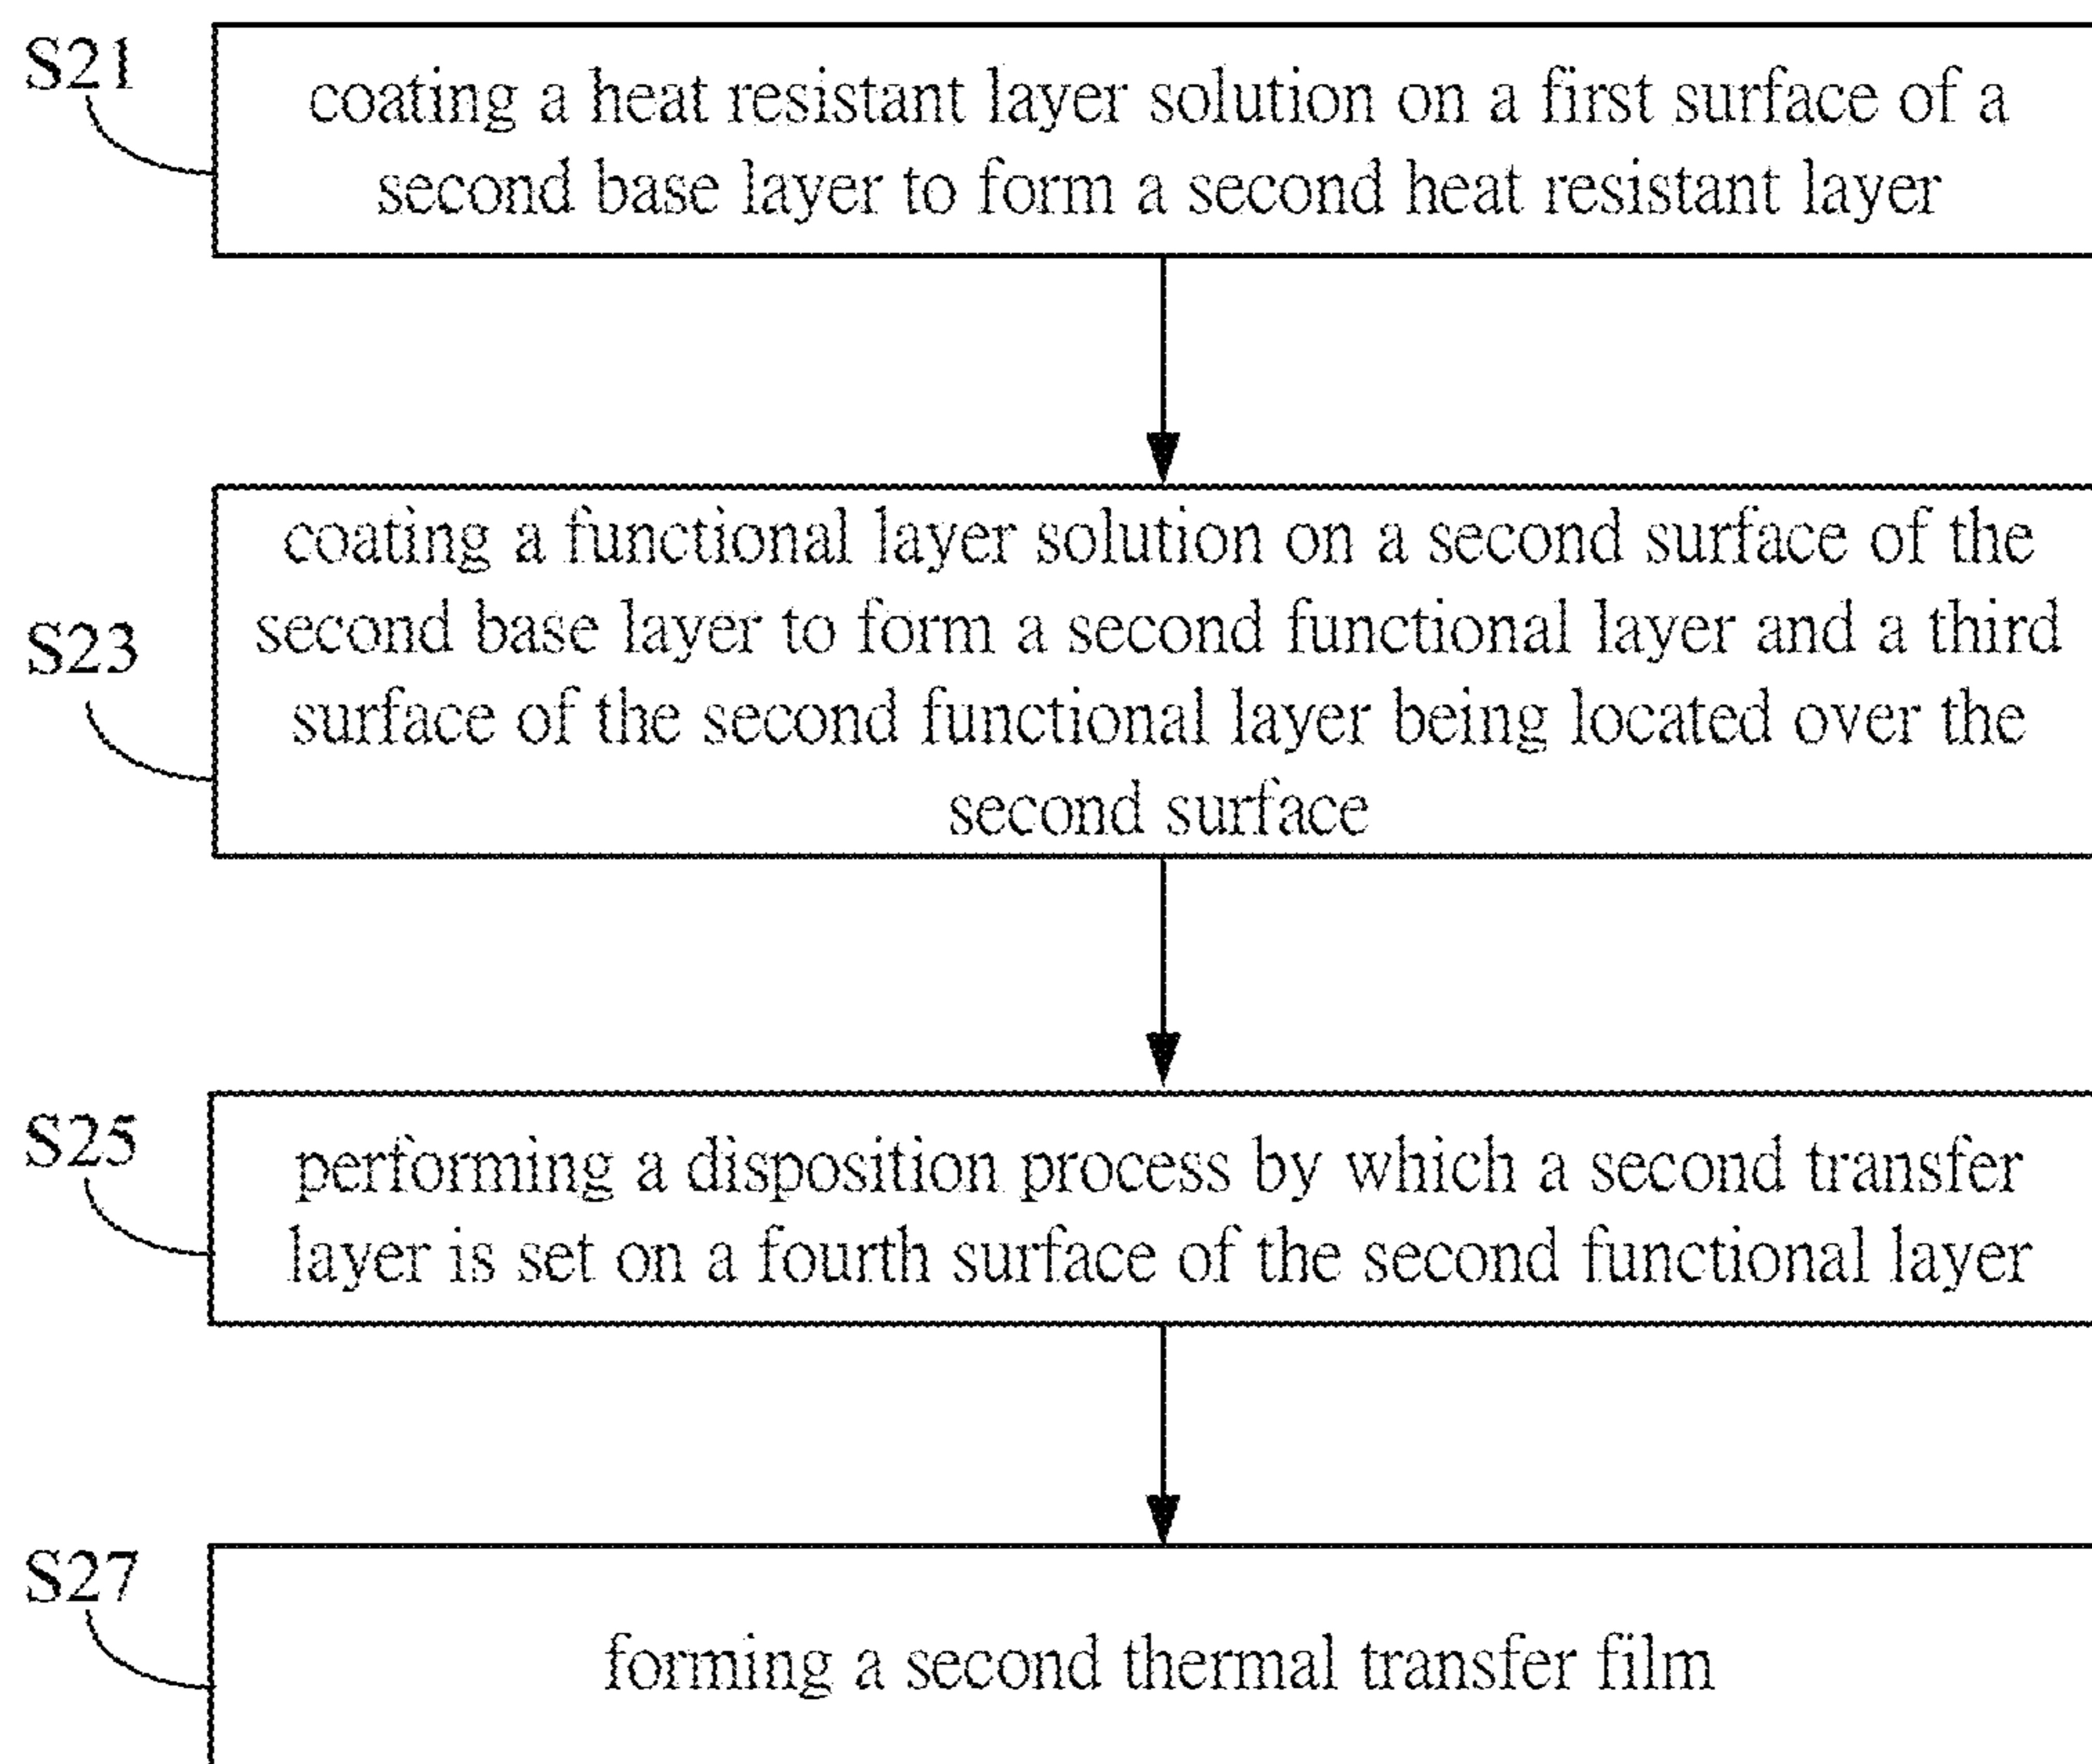 S21
coating a heat resistant layer solution on a first surface of a
second base layer to form a second heat resistant layer
coating a functional layer solution on a second surface of the
second base layer to form a second functional layer and a third
S23
surface of the second functional layer being located over the
second surface
S25
performing a disposition process by which a second transfer
layer is set on a fourth surface of the second functional layer
S27
forming a second thermal transfer film